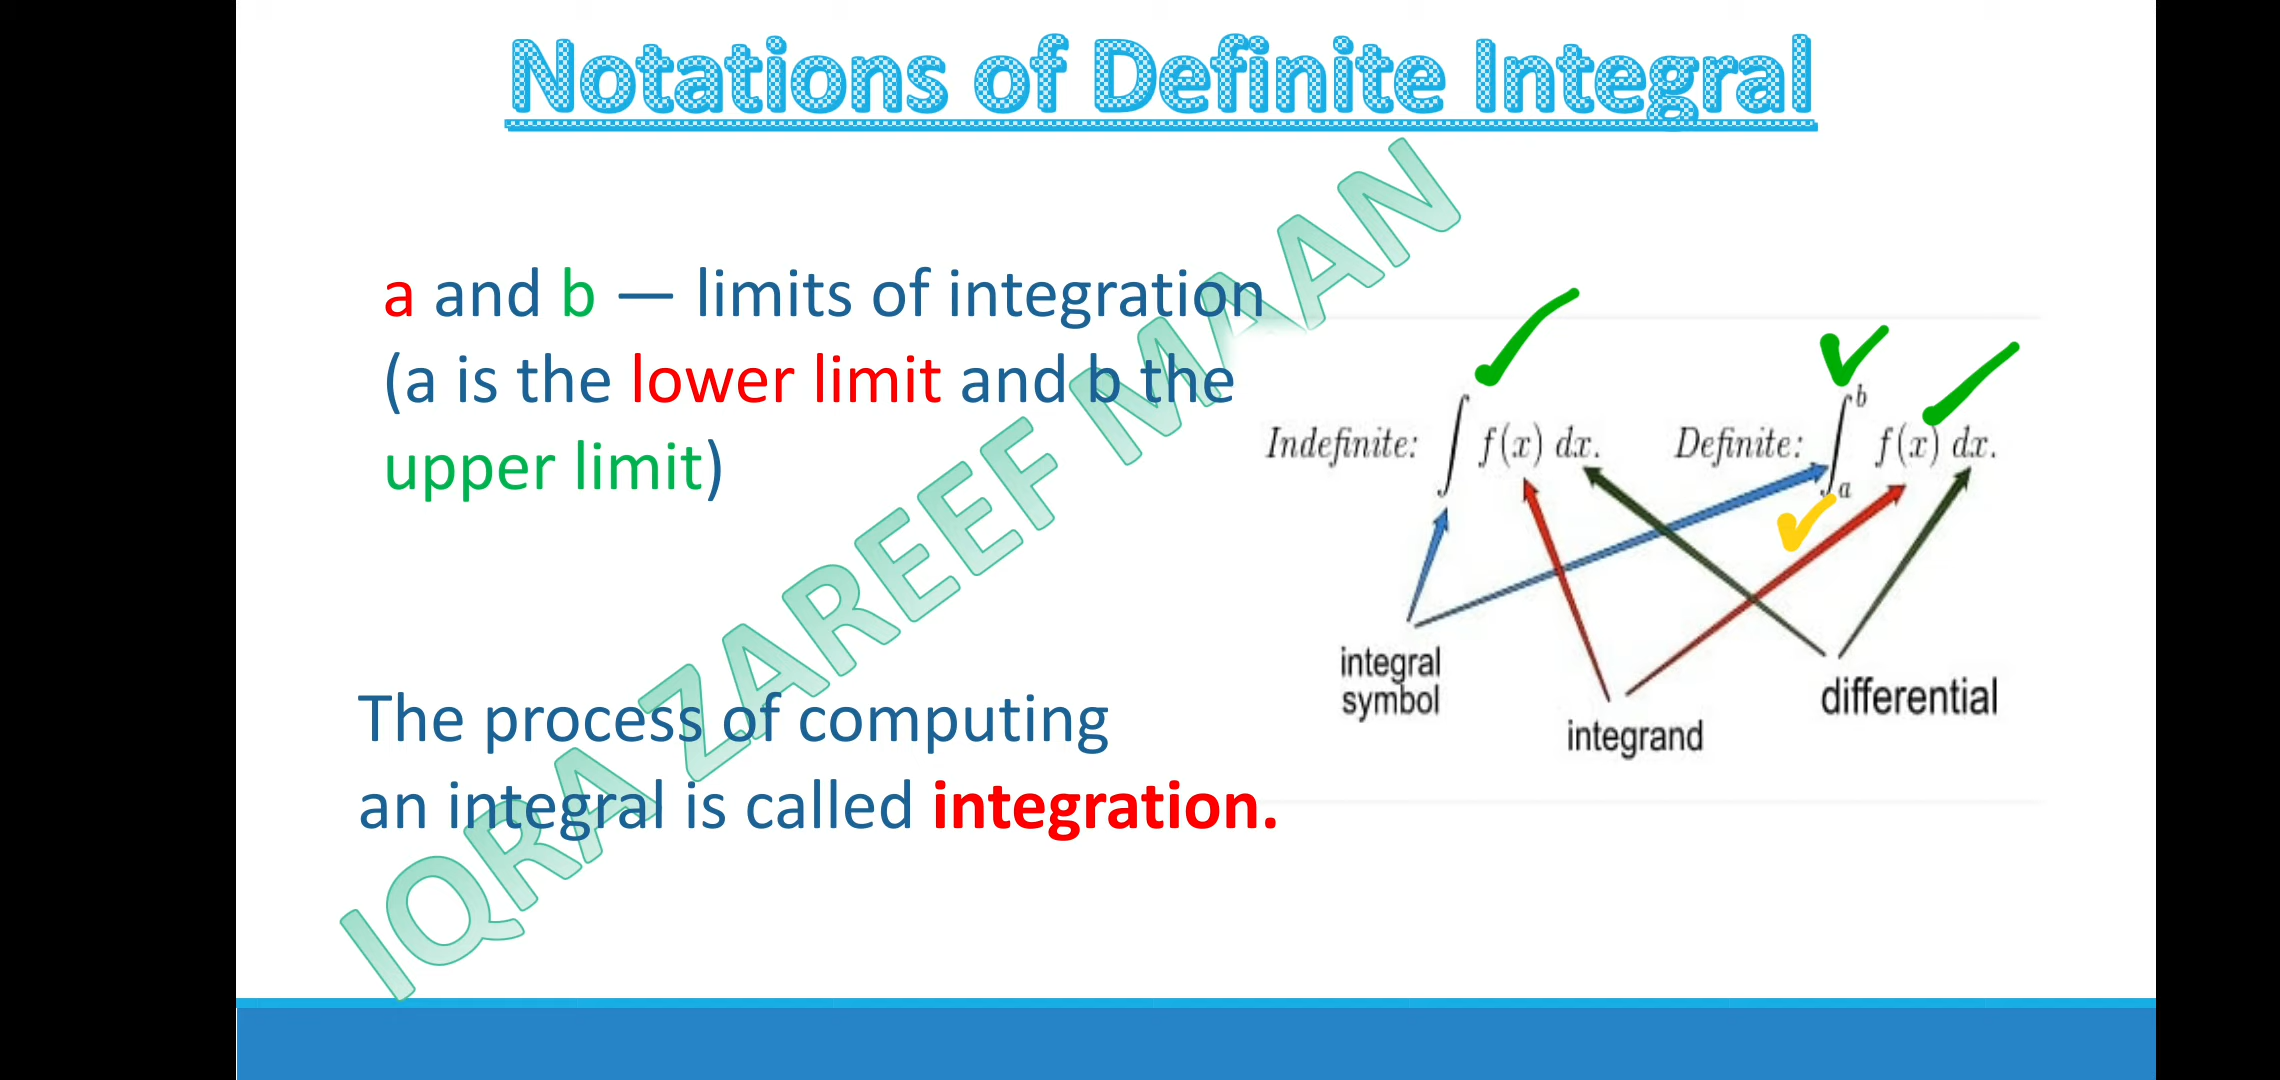 Notations of Definite Integral
a and b — limits of integration
(a is the lower limit and b the
upper limit)
The process of computing
an integral is called integration.
Indefinite: ∫ f(x) dx. Definite: ∫_a^b f(x) dx.
integral
symbol
integrand
differential
IQRA ZAREEF MAAN